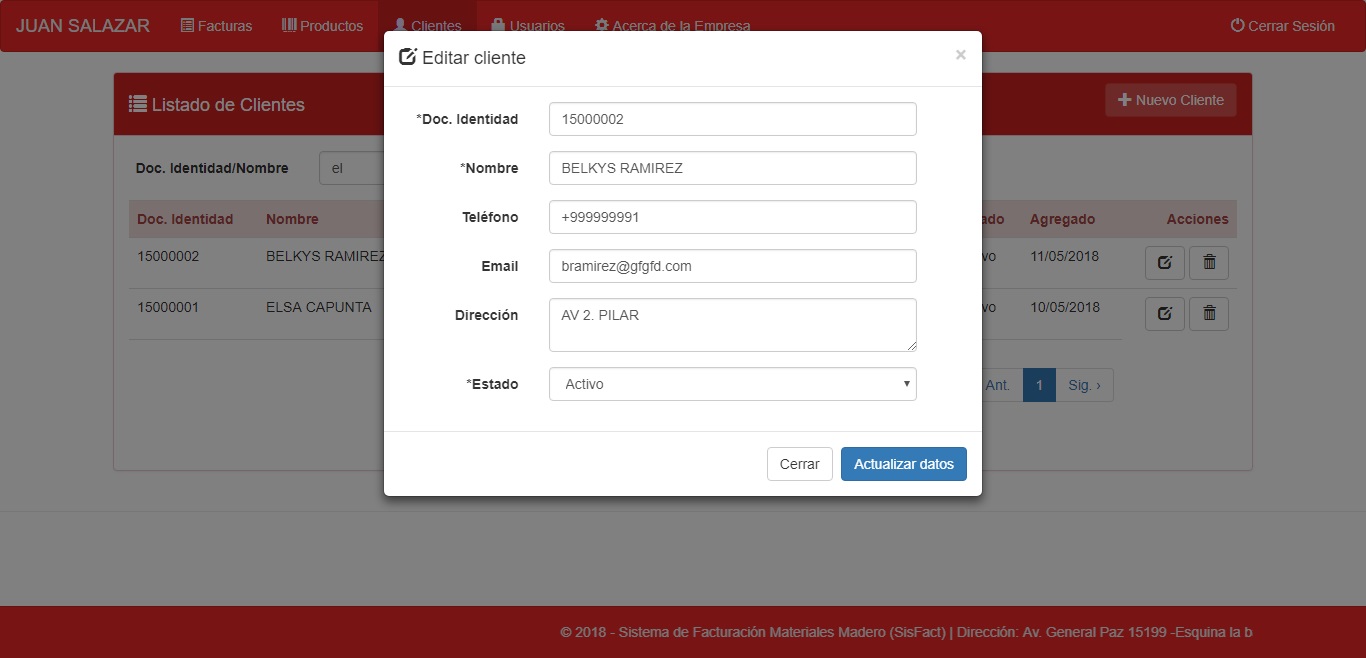 JUAN SALAZAR Facturas Productos Clientes Usuarios Acerca de la Empresa Cerrar Sesión
Editar cliente ×
Listado de Clientes
+ Nuevo Cliente
*Doc. Identidad 15000002
*Nombre BELKYS RAMIREZ
Teléfono +999999991
Email bramirez@gfgfd.com
Dirección AV 2. PILAR
*Estado Activo
Cerrar Actualizar datos
Doc. Identidad/Nombre el
Doc. Identidad Nombre ado Agregado Acciones
15000002 BELKYS RAMIREZ vo 11/05/2018
15000001 ELSA CAPUNTA vo 10/05/2018
Ant. 1 Sig. ›
© 2018 - Sistema de Facturación Materiales Madero (SisFact) | Dirección: Av. General Paz 15199 -Esquina la b